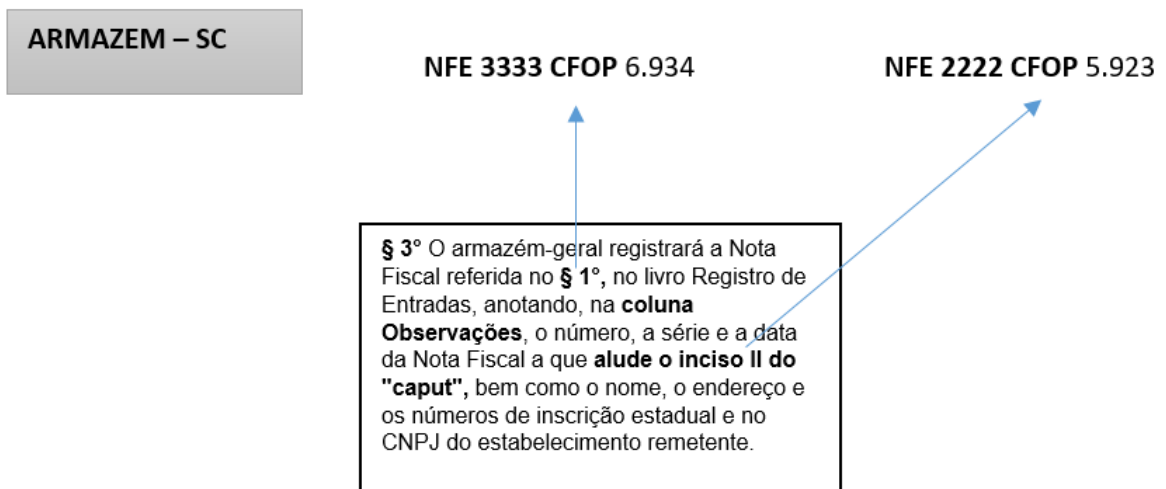 ARMAZEM – SC
NFE 3333 CFOP 6.934
NFE 2222 CFOP 5.923
§ 3° O armazém-geral registrará a Nota
Fiscal referida no § 1°, no livro Registro de
Entradas, anotando, na coluna
Observações, o número, a série e a data
da Nota Fiscal a que alude o inciso II do
"caput", bem como o nome, o endereço e
os números de inscrição estadual e no
CNPJ do estabelecimento remetente.